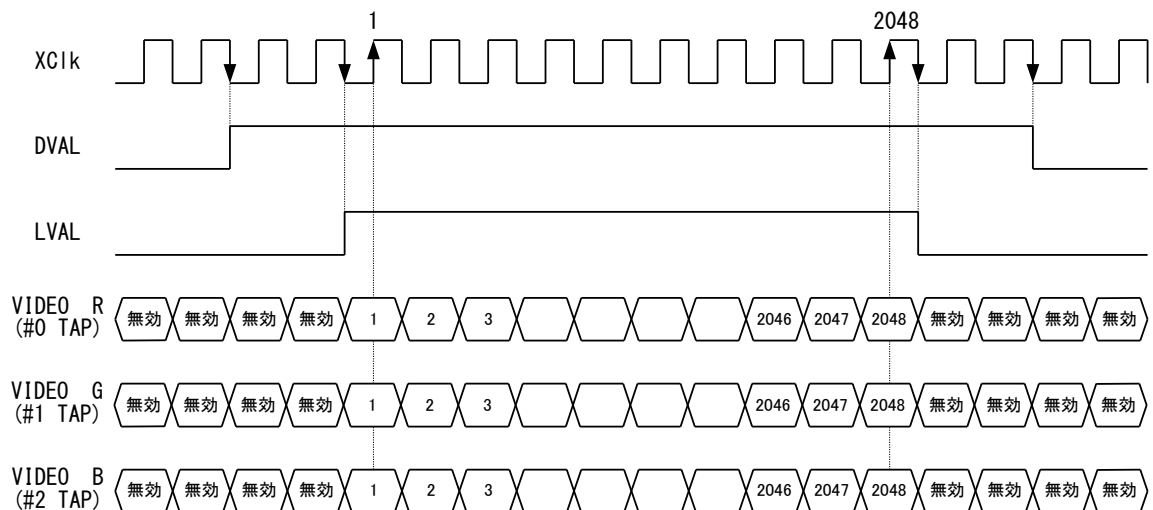 1 2048
XClk
DVAL
LVAL
VIDEO R
(#0 TAP)
無効 無効 無効 無効 1 2 3 2046 2047 2048 無効 無効 無効 無効
VIDEO G
(#1 TAP)
無効 無効 無効 無効 1 2 3 2046 2047 2048 無効 無効 無効 無効
VIDEO B
(#2 TAP)
無効 無効 無効 無効 1 2 3 2046 2047 2048 無効 無効 無効 無効